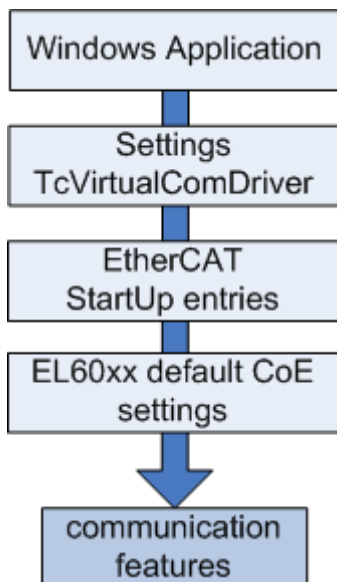 Windows Application
Settings
TcVirtualComDriver
EtherCAT
StartUp entries
EL60xx default CoE
settings
communication
features